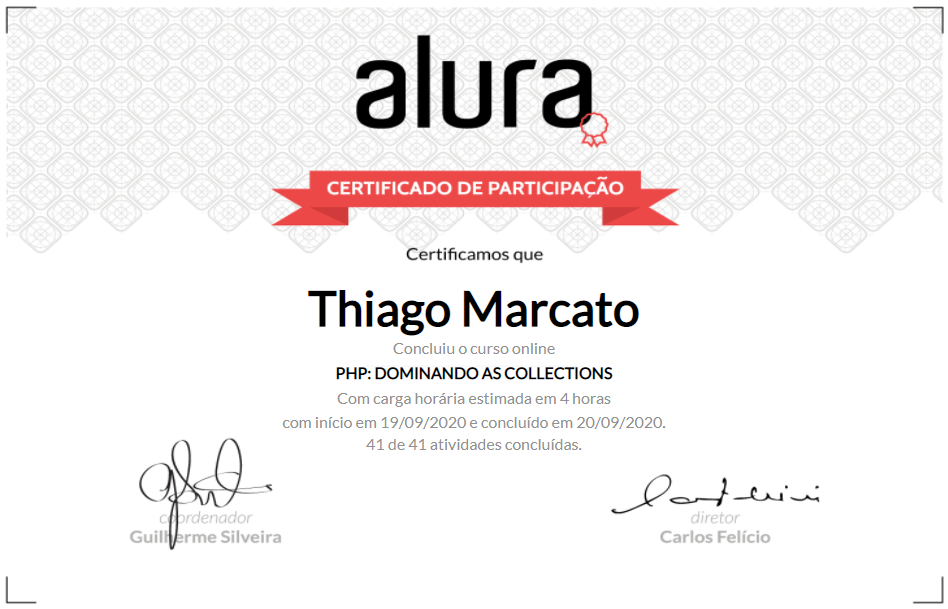 alura
CERTIFICADO DE PARTICIPAÇÃO
Certificamos que
Thiago Marcato
Concluiu o curso online
PHP: DOMINANDO AS COLLECTIONS
Com carga horária estimada em 4 horas
com início em 19/09/2020 e concluído em 20/09/2020.
41 de 41 atividades concluídas.
coordenador
Guilherme Silveira
diretor
Carlos Felício